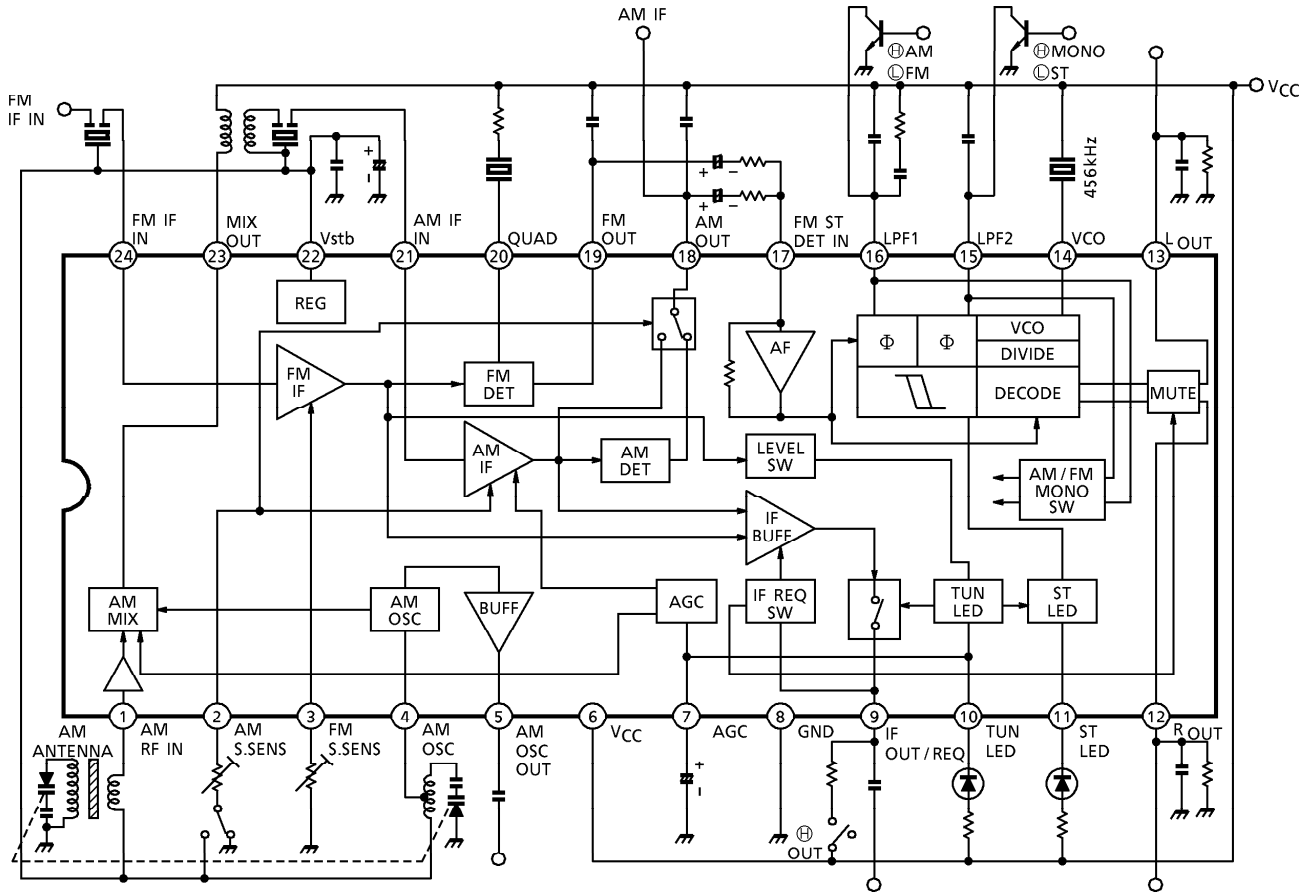 AM IF
Ⓗ AM
Ⓛ FM
Ⓗ MONO
Ⓛ ST
VCC
FM
IF IN
456kHz
FM IF
IN
MIX
OUT
Vstb
AM IF
IN
QUAD
FM
OUT
AM
OUT
FM ST
DET IN
LPF1
LPF2
VCO
L OUT
24
23
22
21
20
19
18
17
16
15
14
13
+
-
+ -
+ -
REG
FM
IF
FM
DET
AF
Φ
Φ
VCO
DIVIDE
DECODE
MUTE
AM
IF
AM
DET
LEVEL
SW
AM / FM
MONO
SW
IF
BUFF
AM
MIX
AM
OSC
BUFF
AGC
IF REQ
SW
TUN
LED
ST
LED
1
2
3
4
5
6
7
8
9
10
11
12
AM
ANTENNA
AM
RF IN
AM
S.SENS
FM
S.SENS
AM
OSC
AM
OSC
OUT
VCC
AGC
GND
IF
OUT / REQ
TUN
LED
ST
LED
R OUT
+
-
Ⓗ
OUT